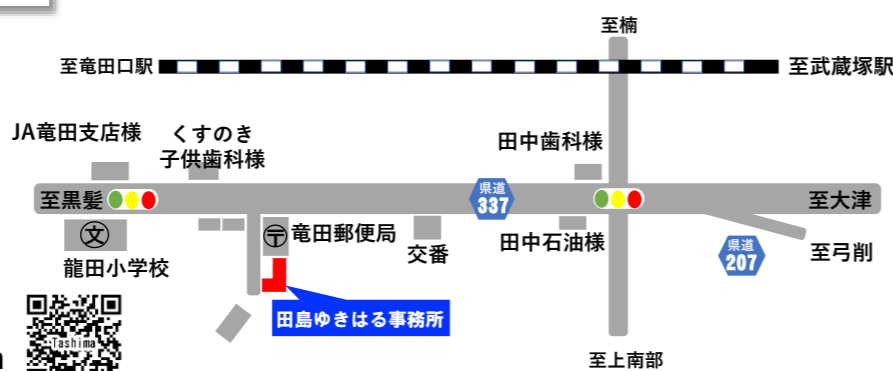 至楠
至竜田口駅
至武蔵塚駅
JA竜田支店様
くすのき
子供歯科様
田中歯科様
至黒髪
県道
337
至大津
文
〒
竜田郵便局
交番
田中石油様
県道
207
至弓削
龍田小学校
田島ゆきはる事務所
Tashima
至上南部